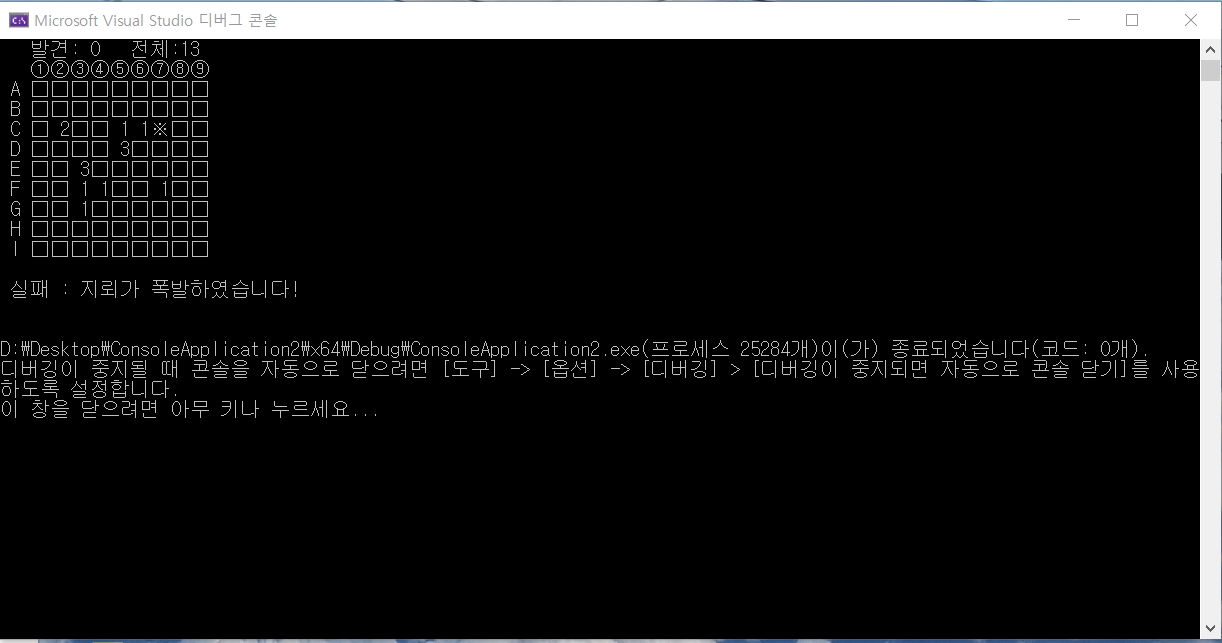 Microsoft Visual Studio 디버그 콘솔
발견: 0 전체:13
①②③④⑤⑥⑦⑧⑨
A □□□□□□□□□
B □□□□□□□□□
C □ 2□□ 1 1※□□
D □□□□ 3□□□□
E □□ 3□□□□□□
F □□ 1 1□□ 1□□
G □□ 1□□□□□□
H □□□□□□□□□
I □□□□□□□□□
실패 : 지뢰가 폭발하였습니다!
D:₩Desktop₩ConsoleApplication2₩x64₩Debug₩ConsoleApplication2.exe(프로세스 25284개)이(가) 종료되었습니다(코드: 0개).
디버깅이 중지될 때 콘솔을 자동으로 닫으려면 [도구] -> [옵션] -> [디버깅] > [디버깅이 중지되면 자동으로 콘솔 닫기]를 사용
하도록 설정합니다.
이 창을 닫으려면 아무 키나 누르세요...